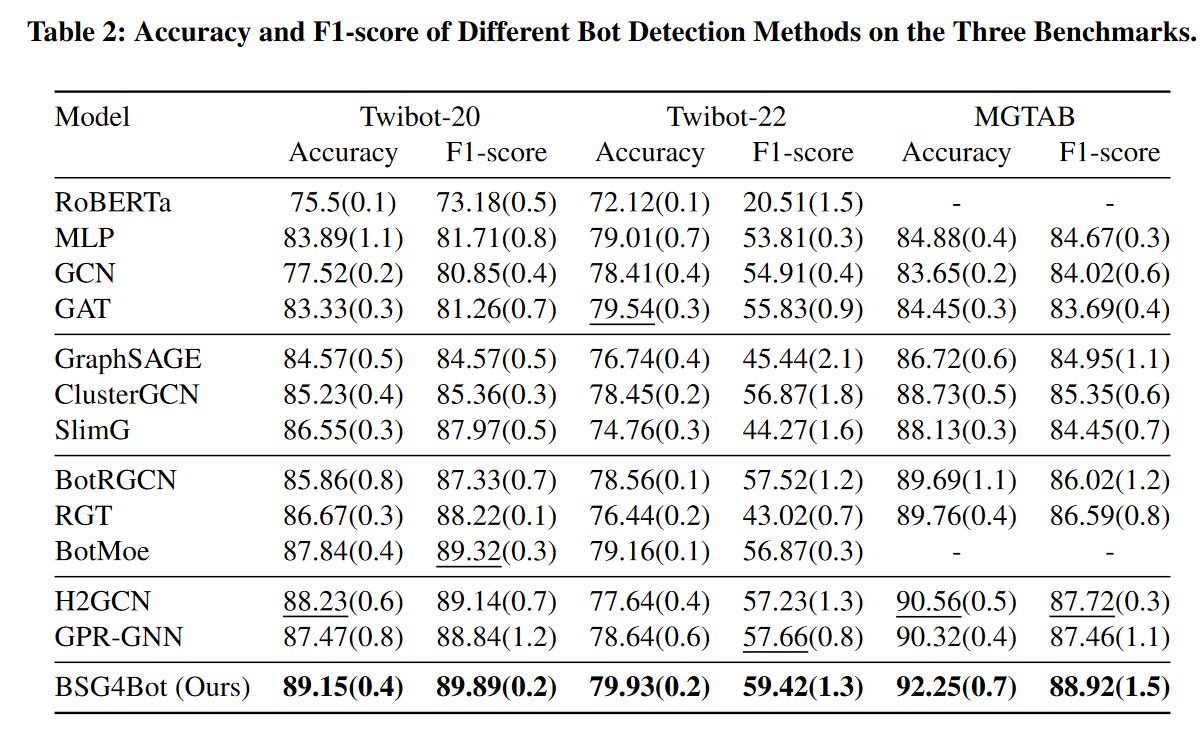 Table 2: Accuracy and F1-score of Different Bot Detection Methods on the Three Benchmarks.
Model Twibot-20 Twibot-22 MGTAB
Accuracy F1-score Accuracy F1-score Accuracy F1-score
RoBERTa 75.5(0.1) 73.18(0.5) 72.12(0.1) 20.51(1.5) - -
MLP 83.89(1.1) 81.71(0.8) 79.01(0.7) 53.81(0.3) 84.88(0.4) 84.67(0.3)
GCN 77.52(0.2) 80.85(0.4) 78.41(0.4) 54.91(0.4) 83.65(0.2) 84.02(0.6)
GAT 83.33(0.3) 81.26(0.7) 79.54(0.3) 55.83(0.9) 84.45(0.3) 83.69(0.4)
GraphSAGE 84.57(0.5) 84.57(0.5) 76.74(0.4) 45.44(2.1) 86.72(0.6) 84.95(1.1)
ClusterGCN 85.23(0.4) 85.36(0.3) 78.45(0.2) 56.87(1.8) 88.73(0.5) 85.35(0.6)
SlimG 86.55(0.3) 87.97(0.5) 74.76(0.3) 44.27(1.6) 88.13(0.3) 84.45(0.7)
BotRGCN 85.86(0.8) 87.33(0.7) 78.56(0.1) 57.52(1.2) 89.69(1.1) 86.02(1.2)
RGT 86.67(0.3) 88.22(0.1) 76.44(0.2) 43.02(0.7) 89.76(0.4) 86.59(0.8)
BotMoe 87.84(0.4) 89.32(0.3) 79.16(0.1) 56.87(0.3) - -
H2GCN 88.23(0.6) 89.14(0.7) 77.64(0.4) 57.23(1.3) 90.56(0.5) 87.72(0.3)
GPR-GNN 87.47(0.8) 88.84(1.2) 78.64(0.6) 57.66(0.8) 90.32(0.4) 87.46(1.1)
BSG4Bot (Ours) 89.15(0.4) 89.89(0.2) 79.93(0.2) 59.42(1.3) 92.25(0.7) 88.92(1.5)